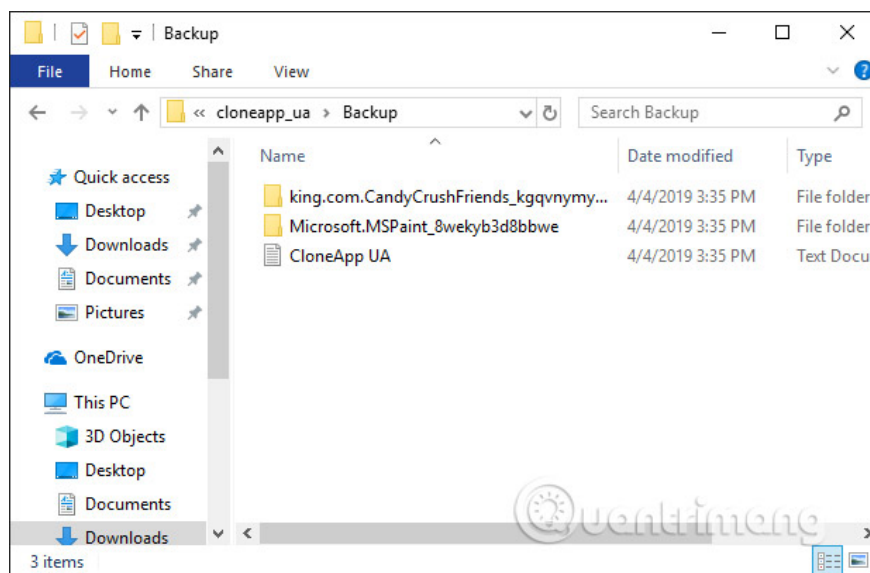 Backup
File Home Share View
« cloneapp_ua > Backup
Search Backup
Name Date modified Type
king.com.CandyCrushFriends_kgqvnymy... 4/4/2019 3:35 PM File folder
Microsoft.MSPaint_8wekyb3d8bbwe 4/4/2019 3:35 PM File folder
CloneApp UA 4/4/2019 3:35 PM Text Docu
Quick access
Desktop
Downloads
Documents
Pictures
OneDrive
This PC
3D Objects
Desktop
Documents
Downloads
Quantrimang
3 items